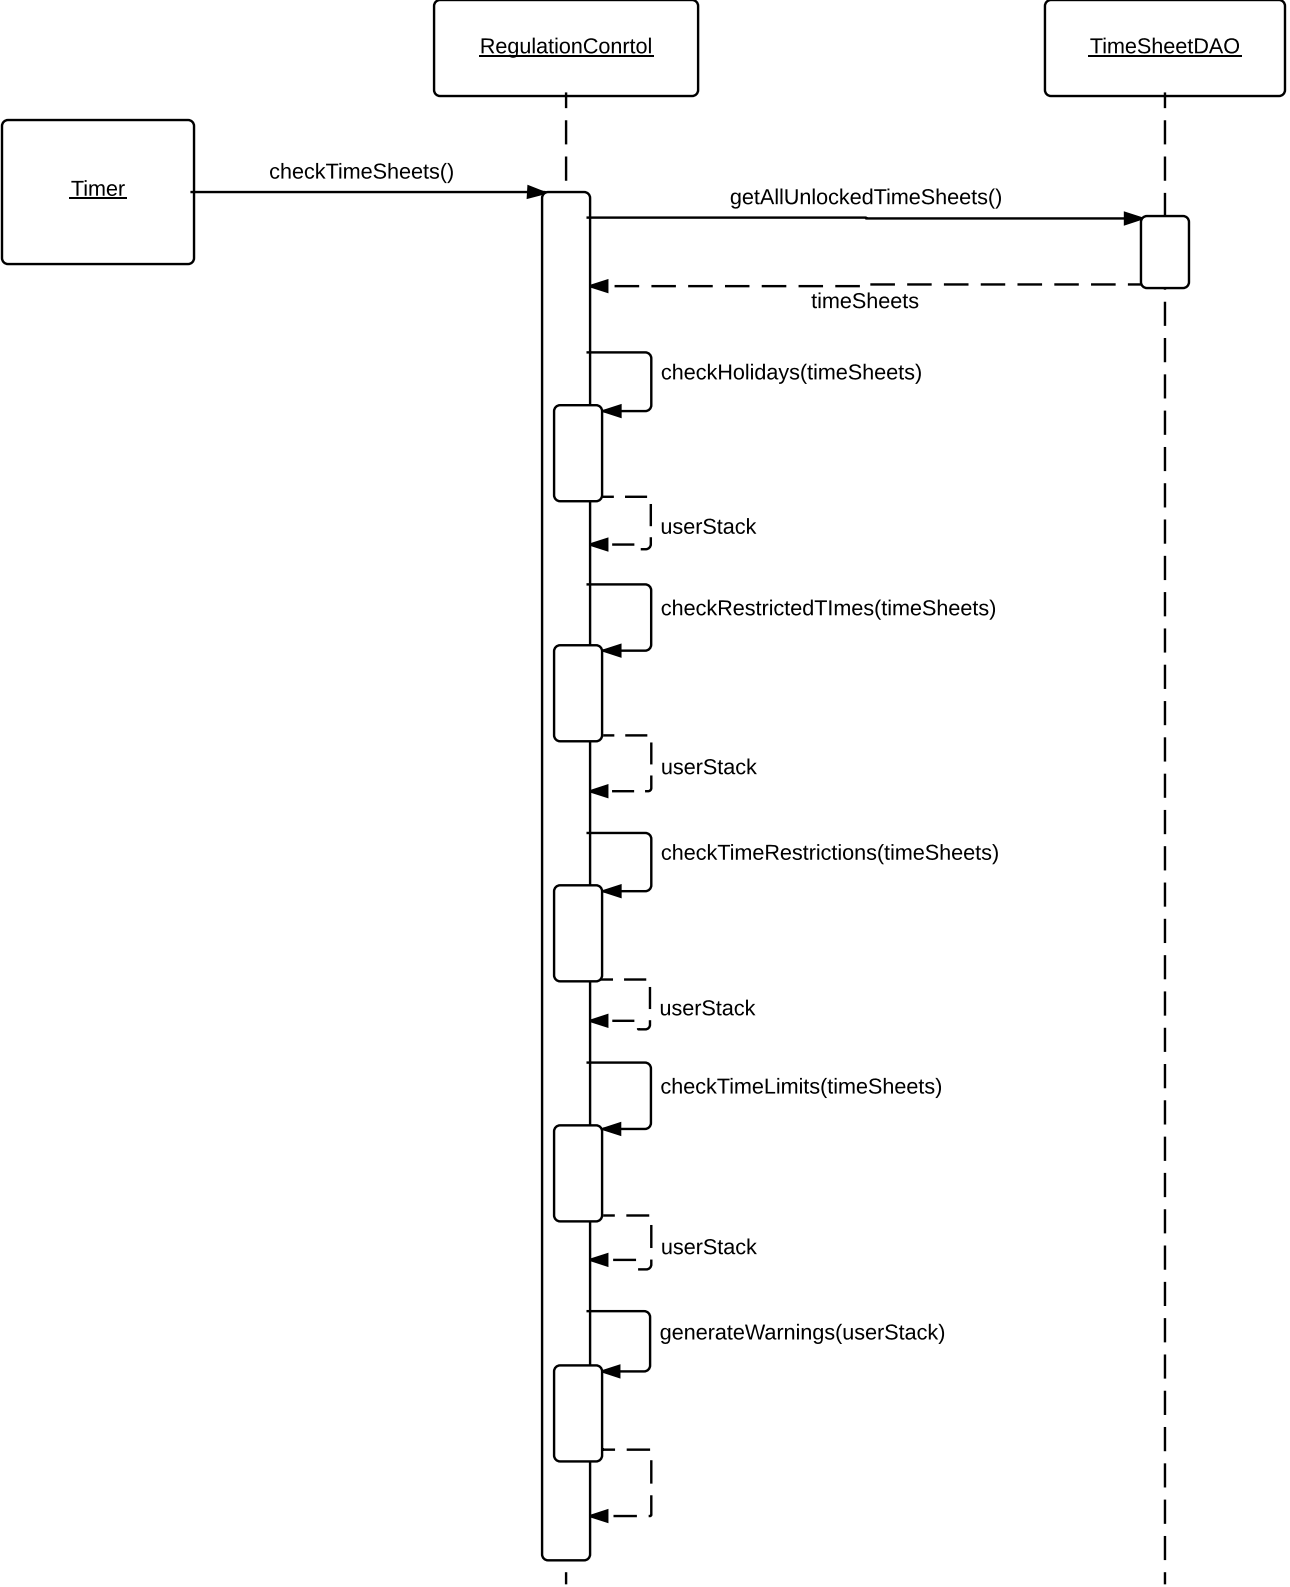 RegulationConrtol
TimeSheetDAO
Timer
checkTimeSheets()
getAllUnlockedTimeSheets()
timeSheets
checkHolidays(timeSheets)
userStack
checkRestrictedTImes(timeSheets)
userStack
checkTimeRestrictions(timeSheets)
userStack
checkTimeLimits(timeSheets)
userStack
generateWarnings(userStack)